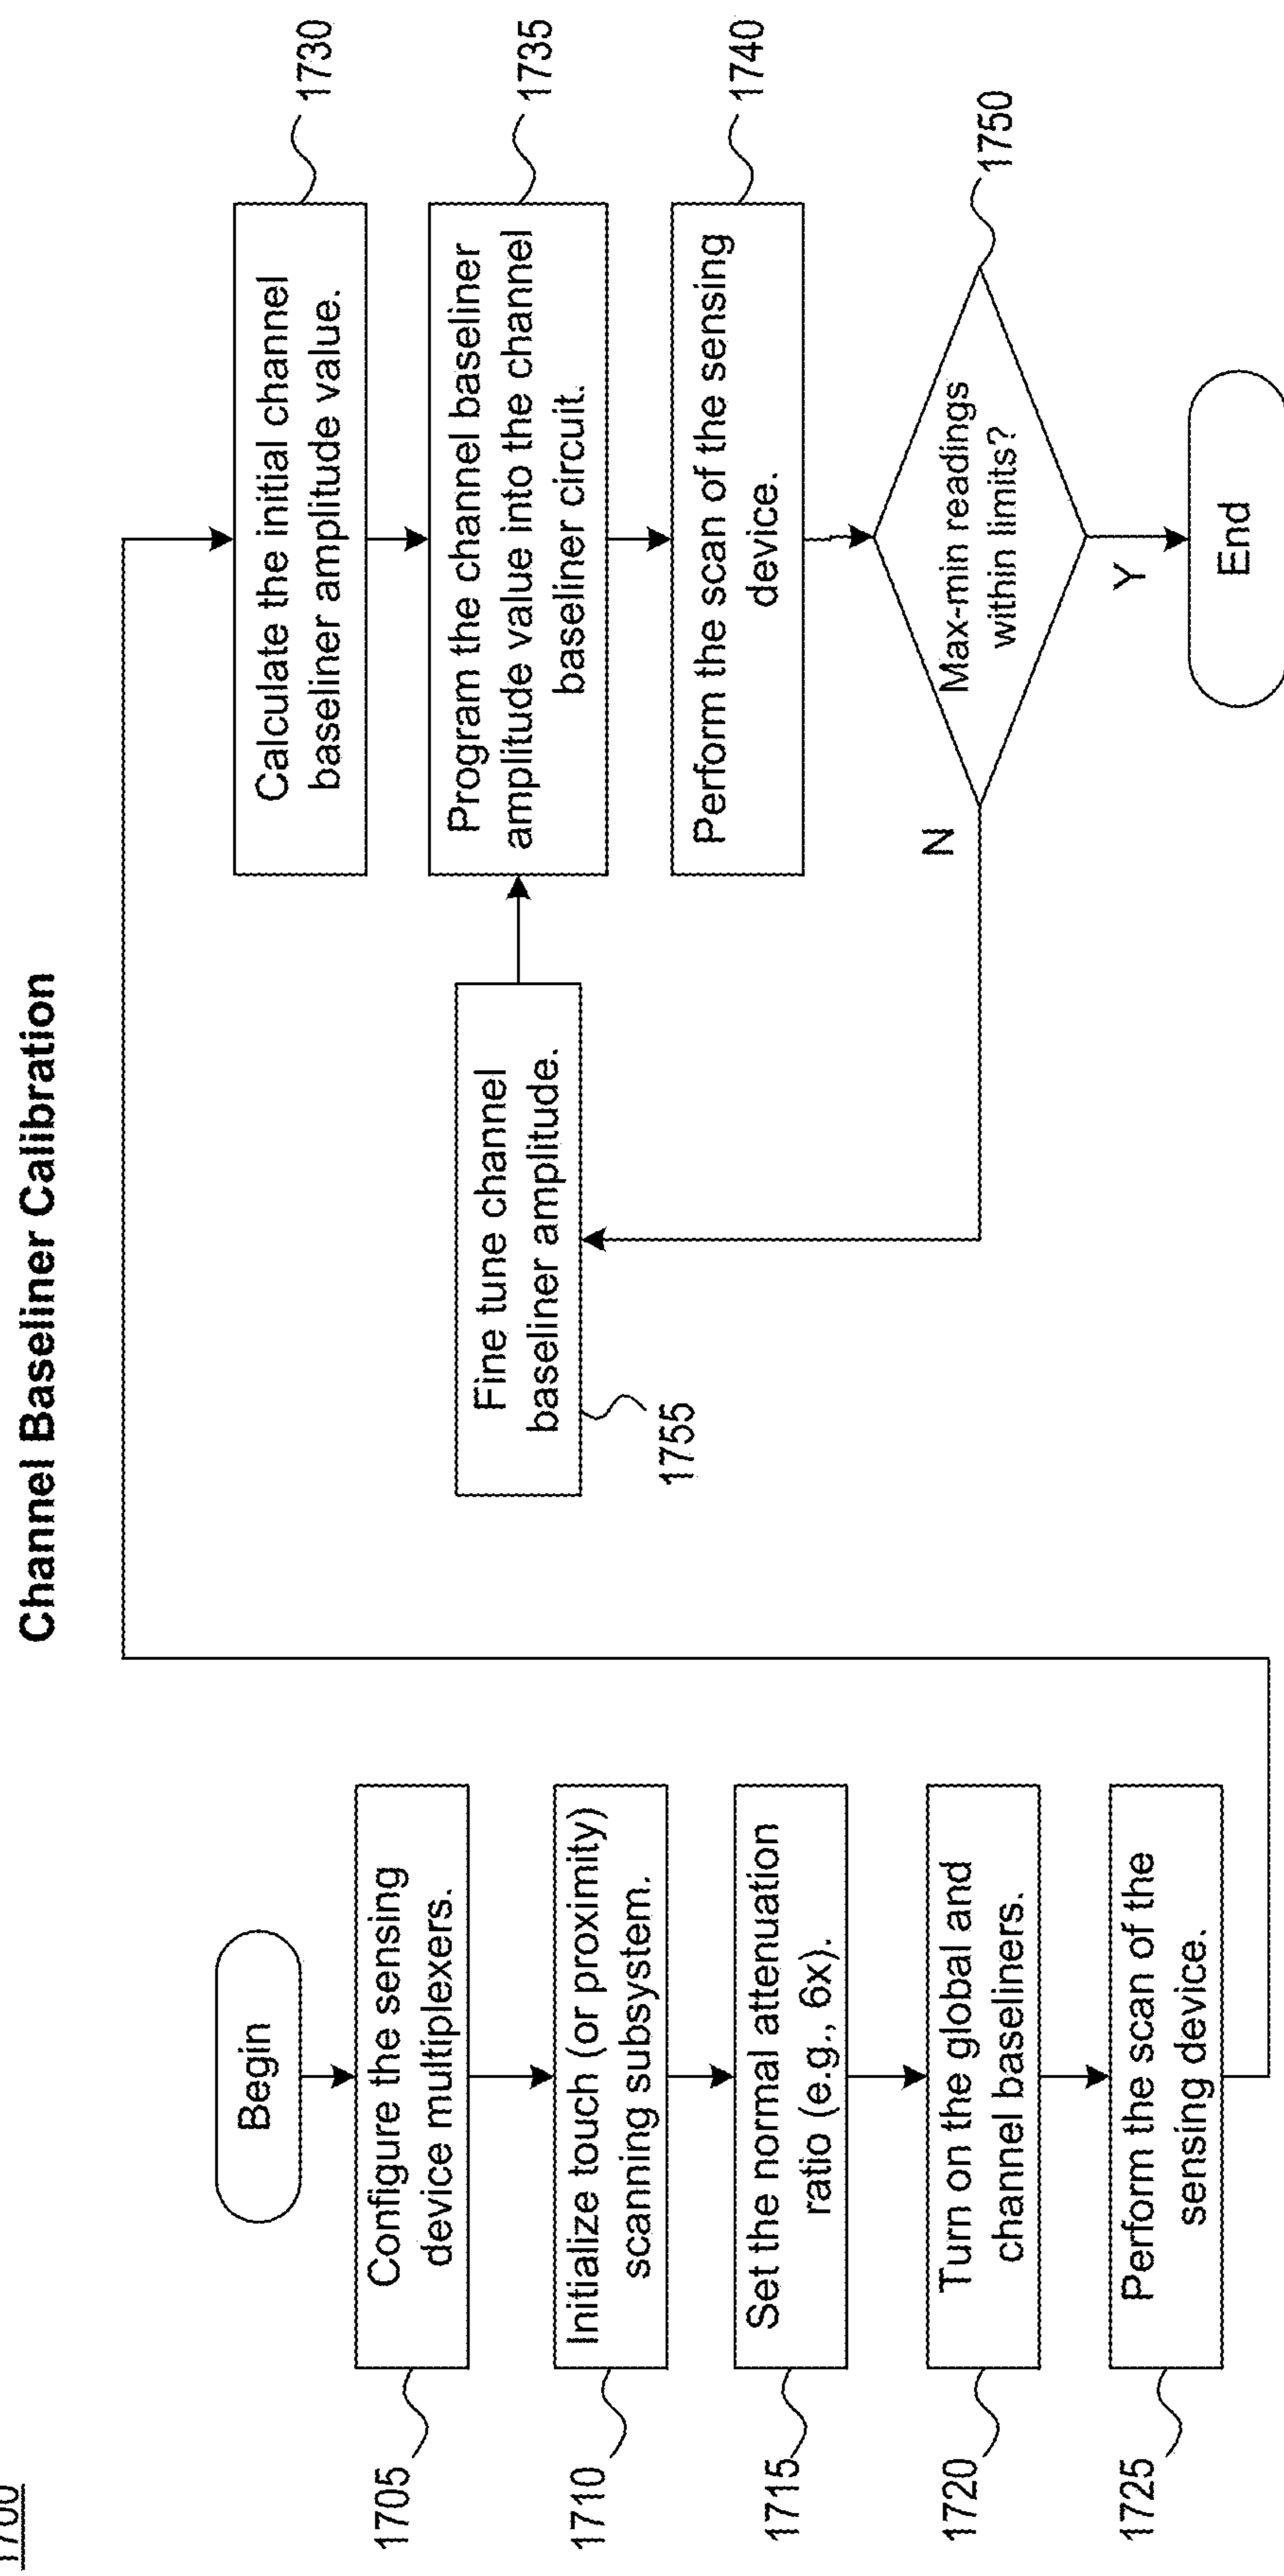 1700
Channel Baseliner Calibration
Begin
Configure the sensing
device multiplexers.
1705
Initialize touch (or proximity)
scanning subsystem.
1710
Set the normal attenuation
ratio (e.g., 6x).
1715
Turn on the global and
channel baseliners.
1720
Perform the scan of the
sensing device.
1725
Calculate the initial channel
baseliner amplitude value.
1730
Program the channel baseliner
amplitude value into the channel
baseliner circuit.
1735
Perform the scan of the sensing
device.
1740
Max-min readings
within limits?
1750
N
Y
Fine tune channel
baseliner amplitude.
1755
End